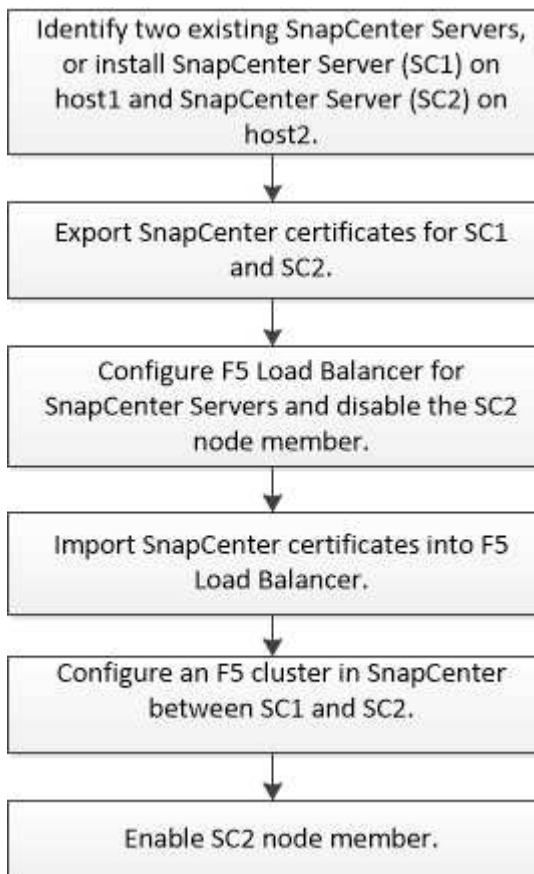 Identify two existing SnapCenter Servers,
or install SnapCenter Server (SC1) on
host1 and SnapCenter Server (SC2) on
host2.
Export SnapCenter certificates for SC1
and SC2.
Configure F5 Load Balancer for
SnapCenter Servers and disable the SC2
node member.
Import SnapCenter certificates into F5
Load Balancer.
Configure an F5 cluster in SnapCenter
between SC1 and SC2.
Enable SC2 node member.